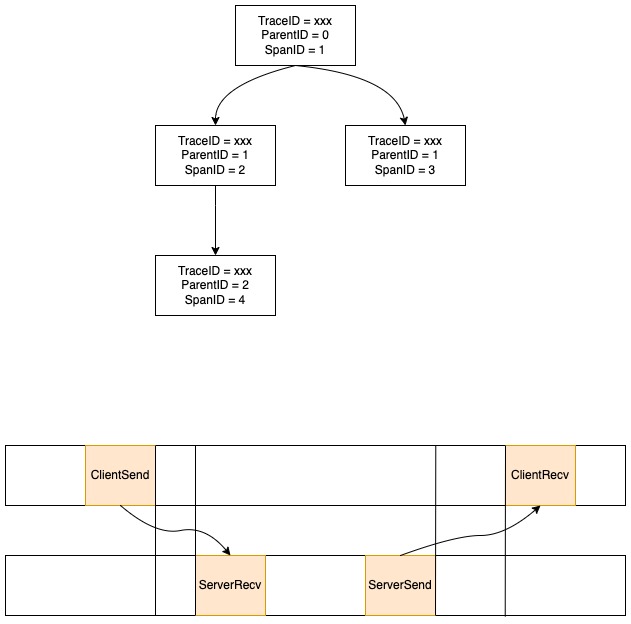 TraceID = xxx
ParentID = 0
SpanID = 1
TraceID = xxx
ParentID = 1
SpanID = 2
TraceID = xxx
ParentID = 1
SpanID = 3
TraceID = xxx
ParentID = 2
SpanID = 4
ClientSend
ClientRecv
ServerRecv
ServerSend